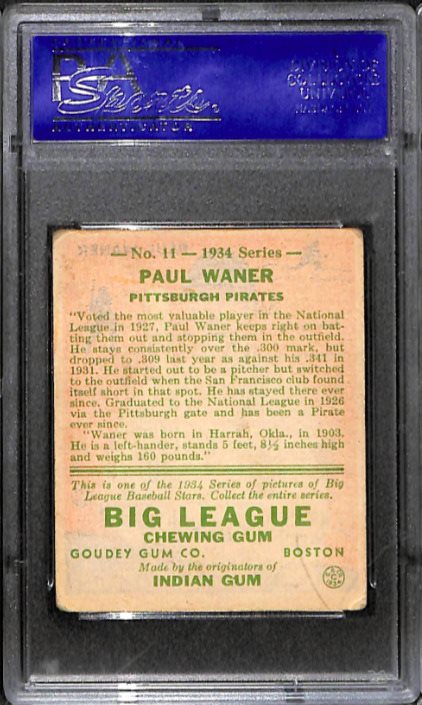 PSA
Sports.
AUTHENTICATOR
DIVISION OF
COLLECTORS
UNIVERSE
— No. 11 — 1934 Series —
PAUL WANER
PITTSBURGH PIRATES
"Voted the most valuable player in the National
League in 1927, Paul Waner keeps right on bat-
ting them out and stopping them in the outfield.
He stays consistently over the .300 mark, but
dropped to .309 last year as against his .341 in
1931. He started out to be a pitcher but switched
to the outfield when the San Francisco club found
itself short in that spot. He has stayed there ever
since. Graduated to the National League in 1926
via the Pittsburgh gate and has been a Pirate
ever since.
"Waner was born in Harrah, Okla., in 1903.
He is a left-hander, stands 5 feet, 8½ inches high
and weighs 160 pounds."
This is one of the 1934 Series of pictures of Big
League Baseball Stars. Collect the entire series.
BIG LEAGUE
CHEWING GUM
GOUDEY GUM CO. BOSTON
Made by the originators of
INDIAN GUM